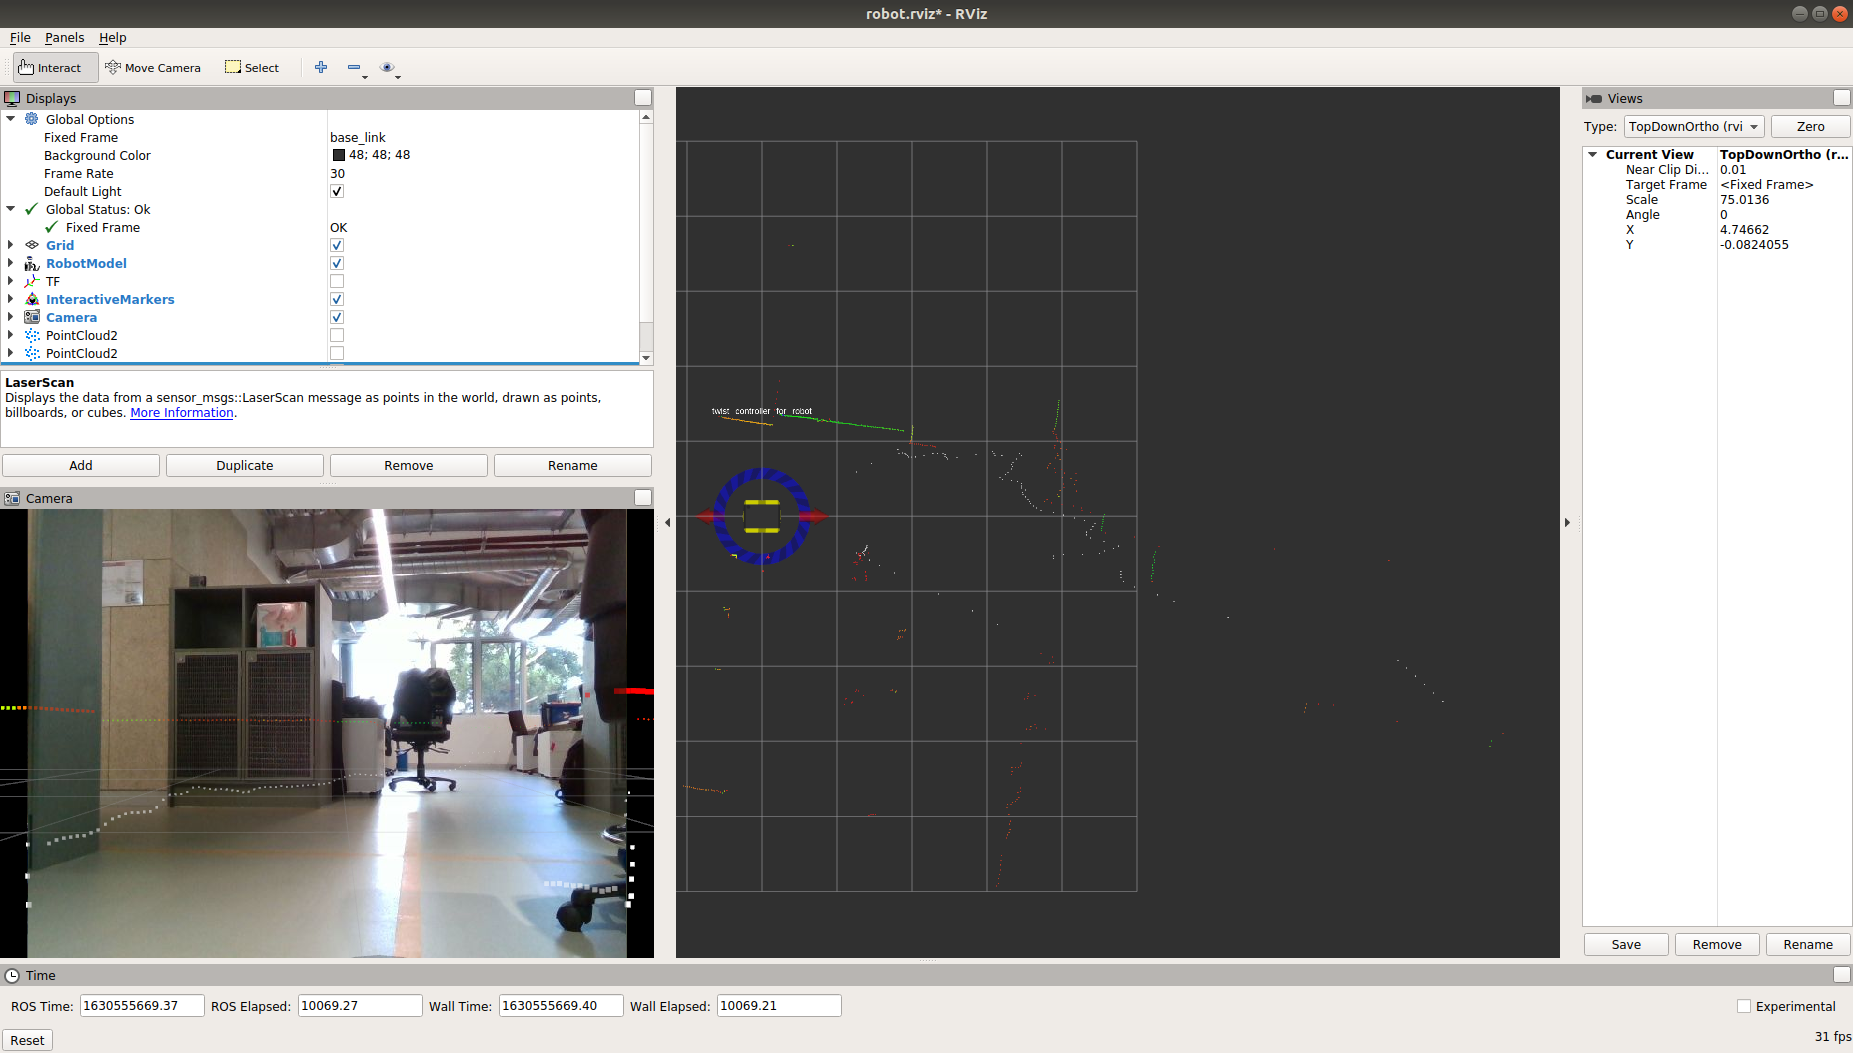 robot.rviz* - RViz
File Panels Help
Interact Move Camera Select
Displays
Global Options
Fixed Frame base_link
Background Color 48; 48; 48
Frame Rate 30
Default Light
Global Status: Ok
Fixed Frame OK
Grid
RobotModel
TF
InteractiveMarkers
Camera
PointCloud2
PointCloud2
LaserScan
Displays the data from a sensor_msgs::LaserScan message as points in the world, drawn as points,
billboards, or cubes. More Information.
Add Duplicate Remove Rename
Camera
twist_controller_for_robot
Views
Type: TopDownOrtho (rvi Zero
Current View TopDownOrtho (r...
Near Clip Di... 0.01
Target Frame <Fixed Frame>
Scale 75.0136
Angle 0
X 4.74662
Y -0.0824055
Save Remove Rename
Time
ROS Time: 1630555669.37 ROS Elapsed: 10069.27 Wall Time: 1630555669.40 Wall Elapsed: 10069.21 Experimental
Reset 31 fps